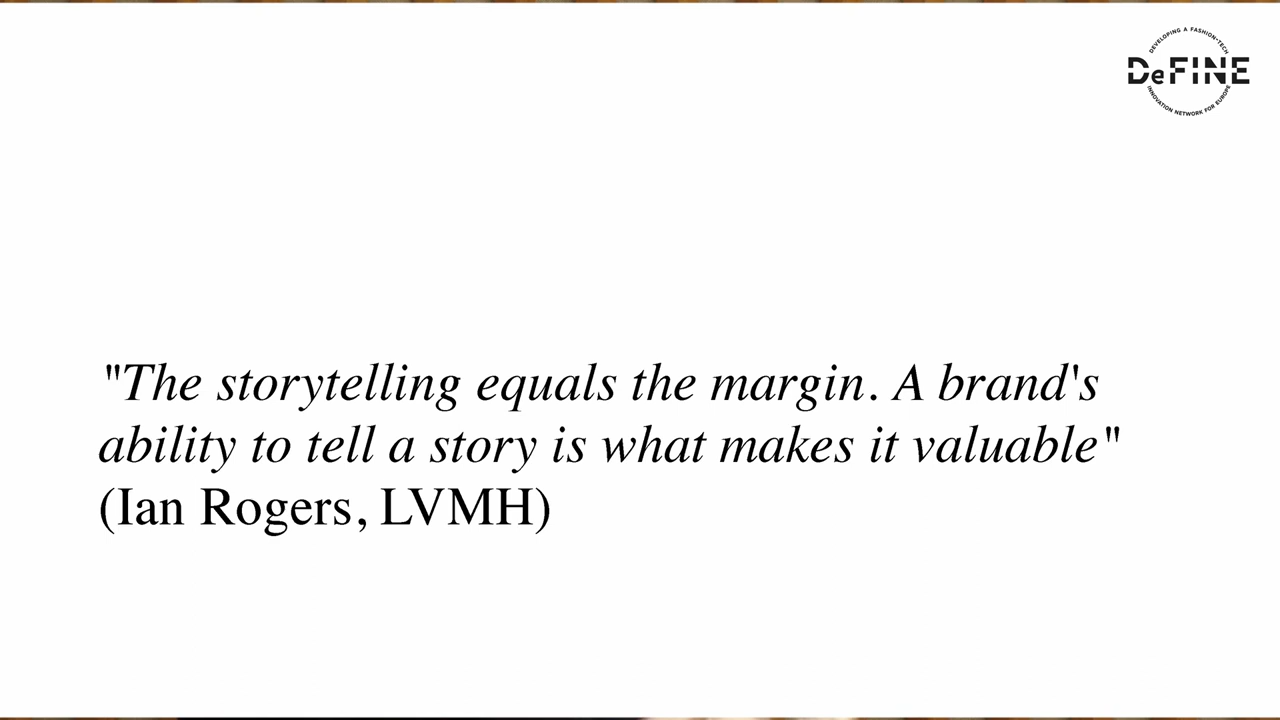 DEVELOPING A FASHION-TECH
DeFINE
INNOVATION NETWORK FOR EUROPE
"The storytelling equals the margin. A brand's
ability to tell a story is what makes it valuable"
(Ian Rogers, LVMH)